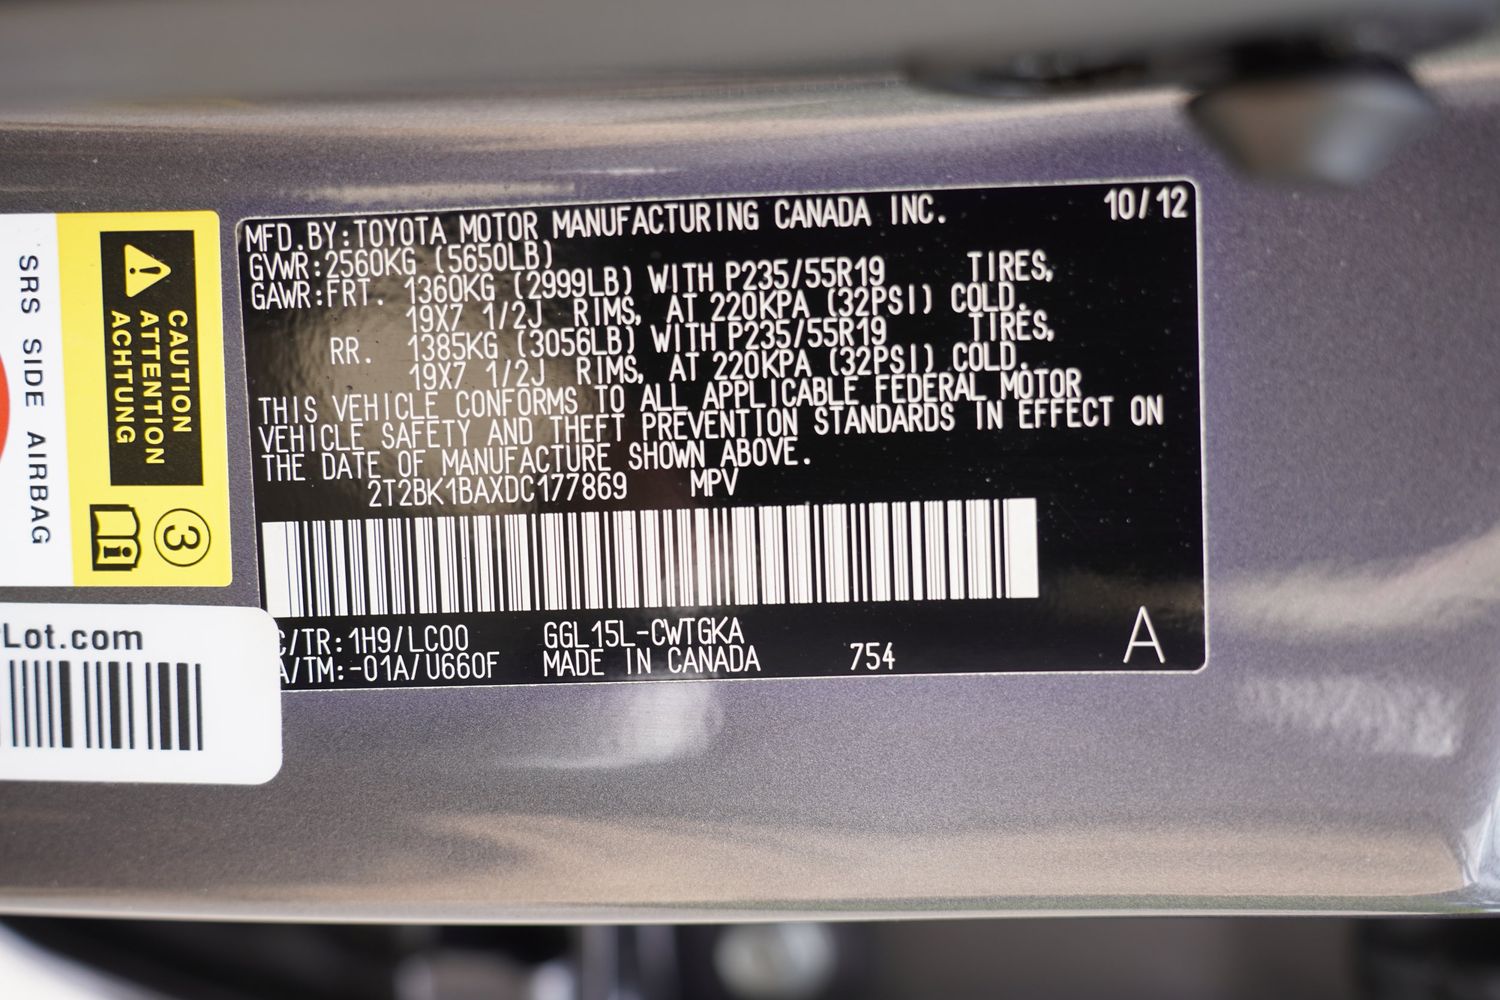 MFD.BY:TOYOTA MOTOR MANUFACTURING CANADA INC. 10/12
GVWR:2560KG (5650LB)
GAWR:FRT. 1360KG (2999LB) WITH P235/55R19 TIRES,
19X7 1/2J RIMS, AT 220KPA (32PSI) COLD.
RR. 1385KG (3056LB) WITH P235/55R19 TIRES,
19X7 1/2J RIMS, AT 220KPA (32PSI) COLD.
THIS VEHICLE CONFORMS TO ALL APPLICABLE FEDERAL MOTOR
VEHICLE SAFETY AND THEFT PREVENTION STANDARDS IN EFFECT ON
THE DATE OF MANUFACTURE SHOWN ABOVE.
2T2BK1BAXDC177869 MPV
C/TR:1H9/LC00 GGL15L-CWTGKA
A/TM:-01A/U660F MADE IN CANADA 754
A
CAUTION
ATTENTION
ACHTUNG
3
i
SRS SIDE AIRBAG
Lot.com